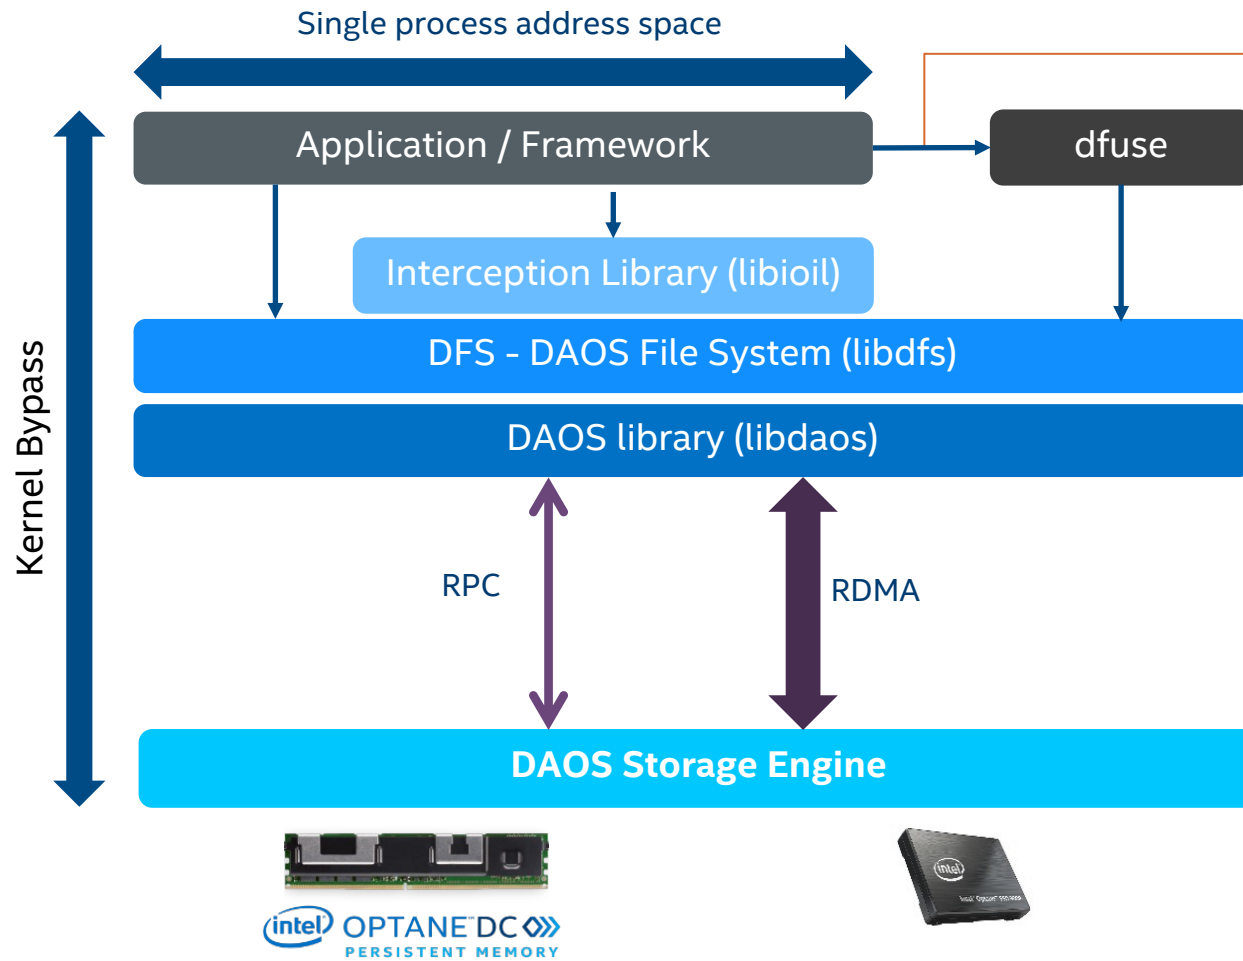 Single process address space
Application / Framework
dfuse
Interception Library (libioil)
DFS - DAOS File System (libdfs)
Kernel Bypass
DAOS library (libdaos)
RPC
RDMA
DAOS Storage Engine
(intel)
intel OPTANE DC
PERSISTENT MEMORY